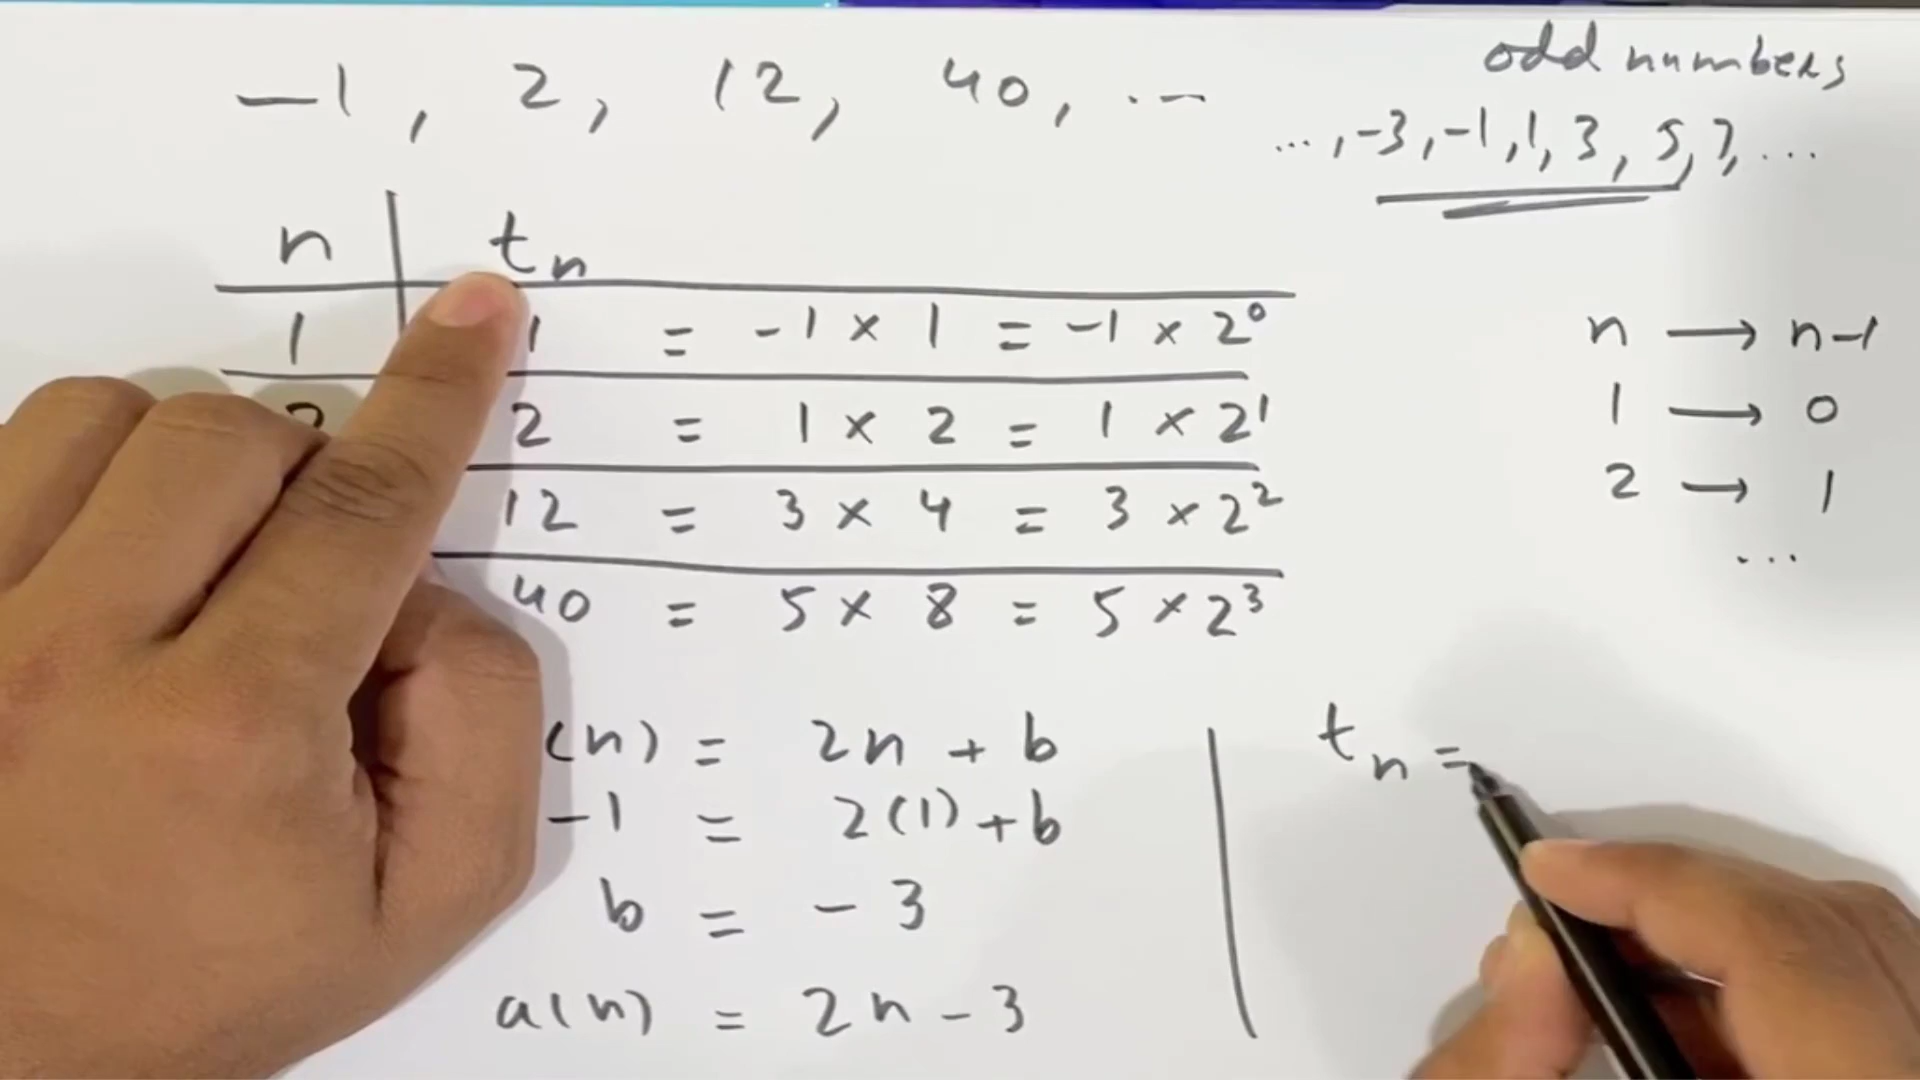 -1, 2, 12, 40, ...
odd numbers
..., -3, -1, 1, 3, 5, 7, ...
n tn
1 1 = -1 × 1 = -1 × 2⁰
2 = 1 × 2 = 1 × 2¹
12 = 3 × 4 = 3 × 2²
40 = 5 × 8 = 5 × 2³
n → n-1
1 → 0
2 → 1
...
(n) = 2n + b
-1 = 2(1) + b
b = -3
a(n) = 2n - 3
tn =